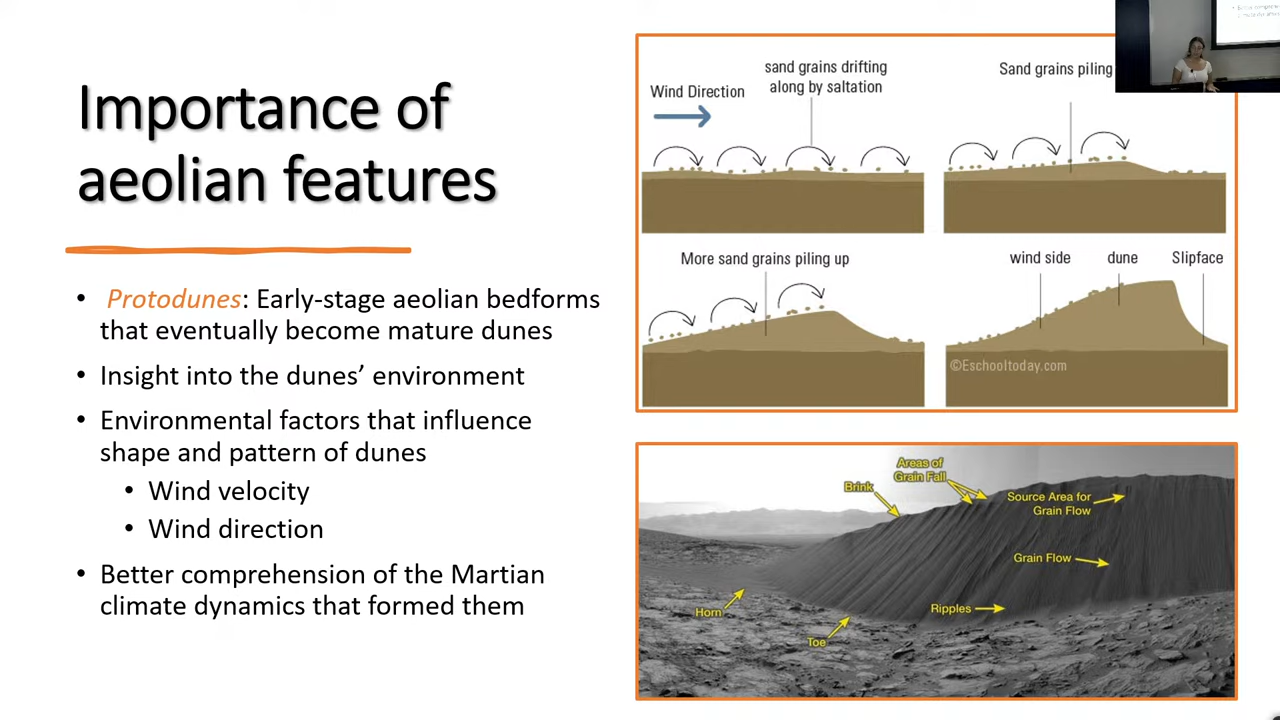 Importance of
aeolian features
• Protodunes: Early-stage aeolian bedforms
that eventually become mature dunes
• Insight into the dunes’ environment
• Environmental factors that influence
shape and pattern of dunes
• Wind velocity
• Wind direction
• Better comprehension of the Martian
climate dynamics that formed them
Wind Direction
sand grains drifting
along by saltation
Sand grains piling
More sand grains piling up
wind side
dune
Slipface
©Eschooltoday.com
Areas of
Grain Fall
Brink
Source Area for
Grain Flow
Grain Flow
Horn
Ripples
Toe